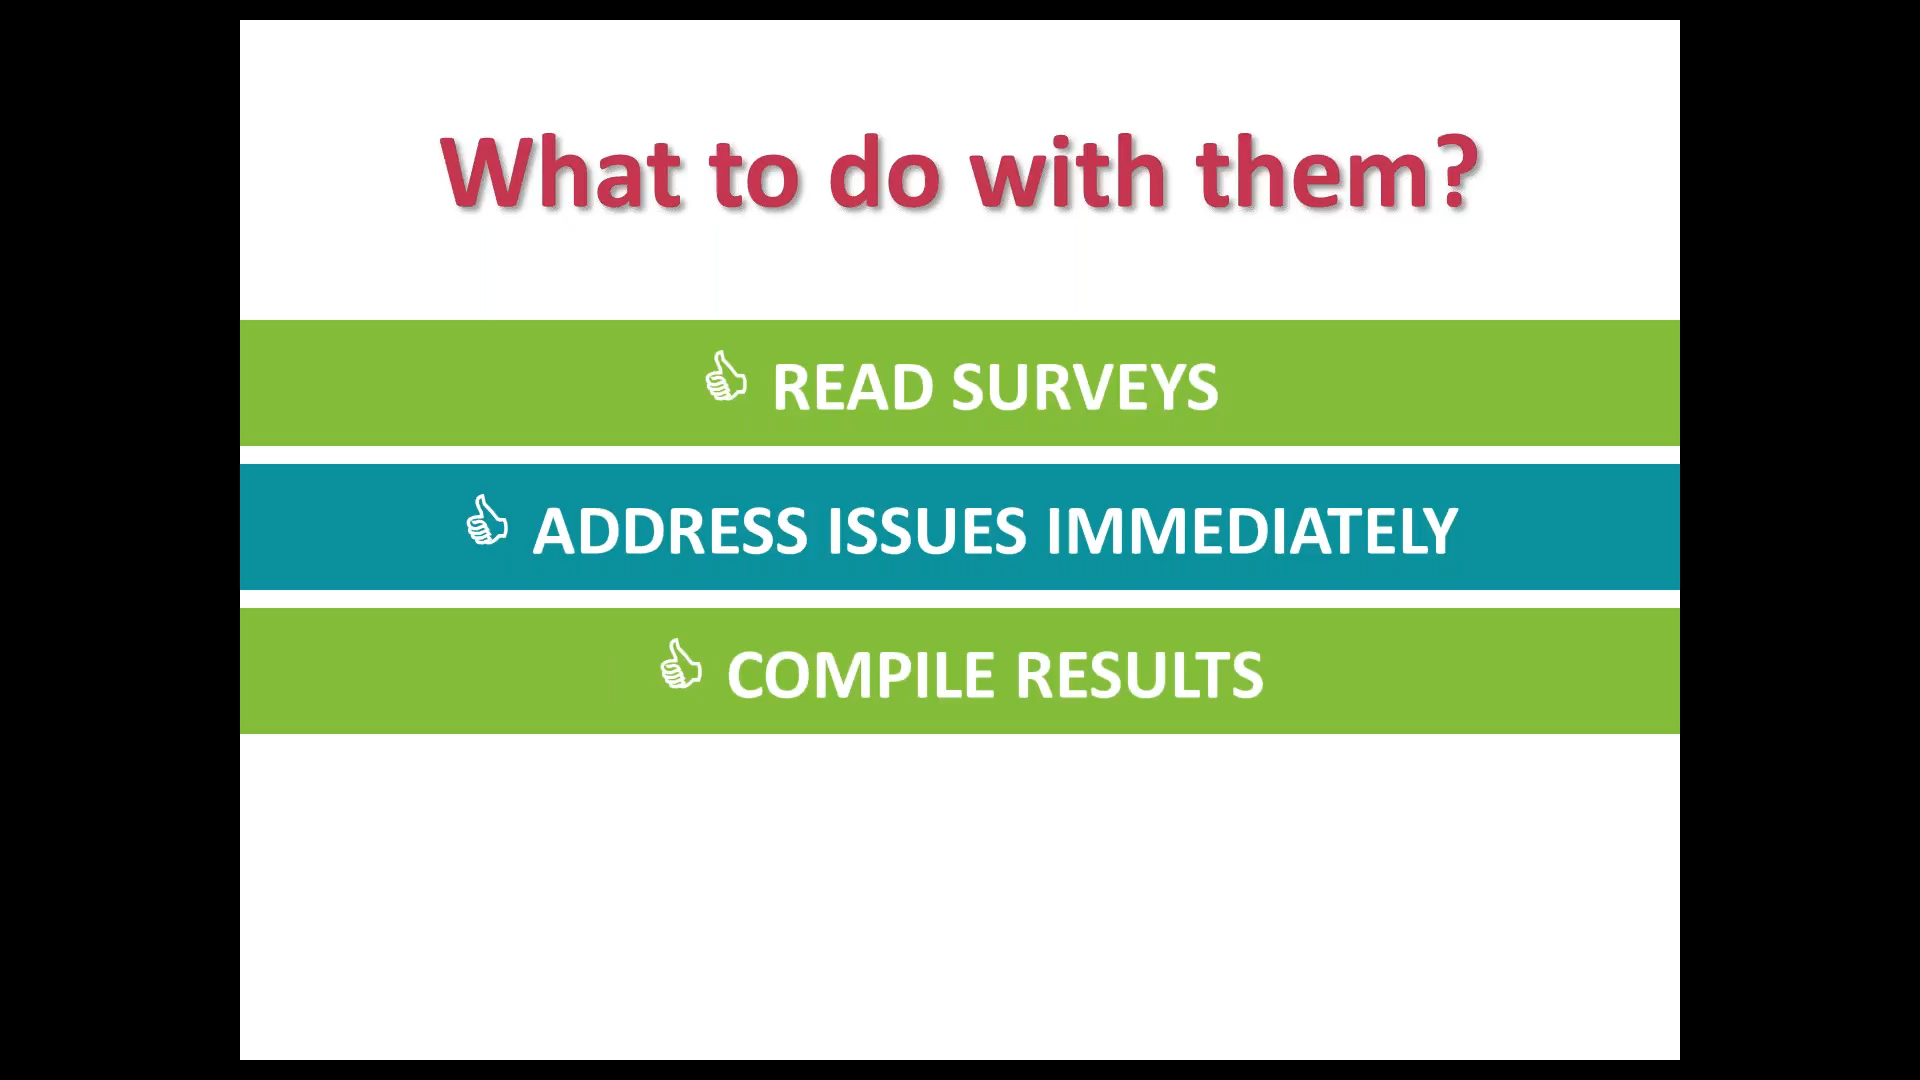 What to do with them?
READ SURVEYS
ADDRESS ISSUES IMMEDIATELY
COMPILE RESULTS